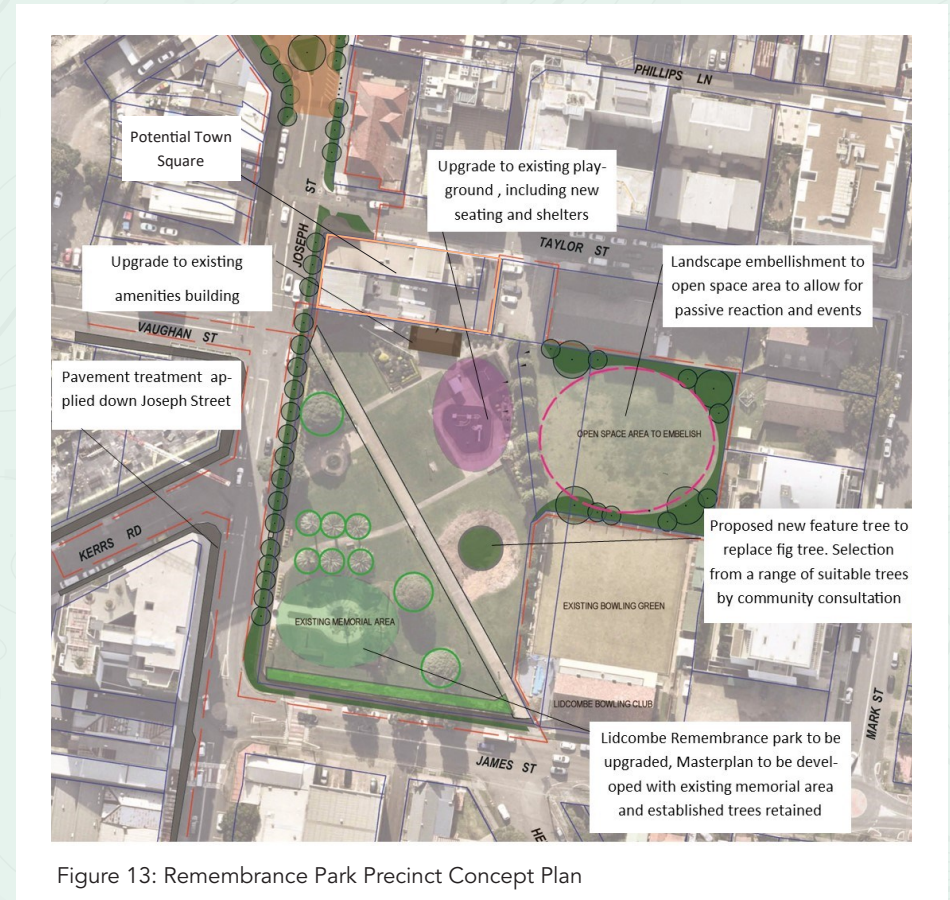 PHILLIPS LN
Potential Town
Square
Upgrade to existing play-
ground , including new
seating and shelters
JOSEPH ST
TAYLOR ST
Upgrade to existing
amenities building
Landscape embellishment to
open space area to allow for
passive reaction and events
VAUGHAN ST
Pavement treatment ap-
plied down Joseph Street
OPEN SPACE AREA TO EMBELISH
KERRS RD
Proposed new feature tree to
replace fig tree. Selection
from a range of suitable trees
by community consultation
EXISTING BOWLING GREEN
EXISTING MEMORIAL AREA
LIDCOMBE BOWLING CLUB
MARK ST
JAMES ST
Lidcombe Remembrance park to be
upgraded, Masterplan to be devel-
oped with existing memorial area
and established trees retained
HE
Figure 13: Remembrance Park Precinct Concept Plan